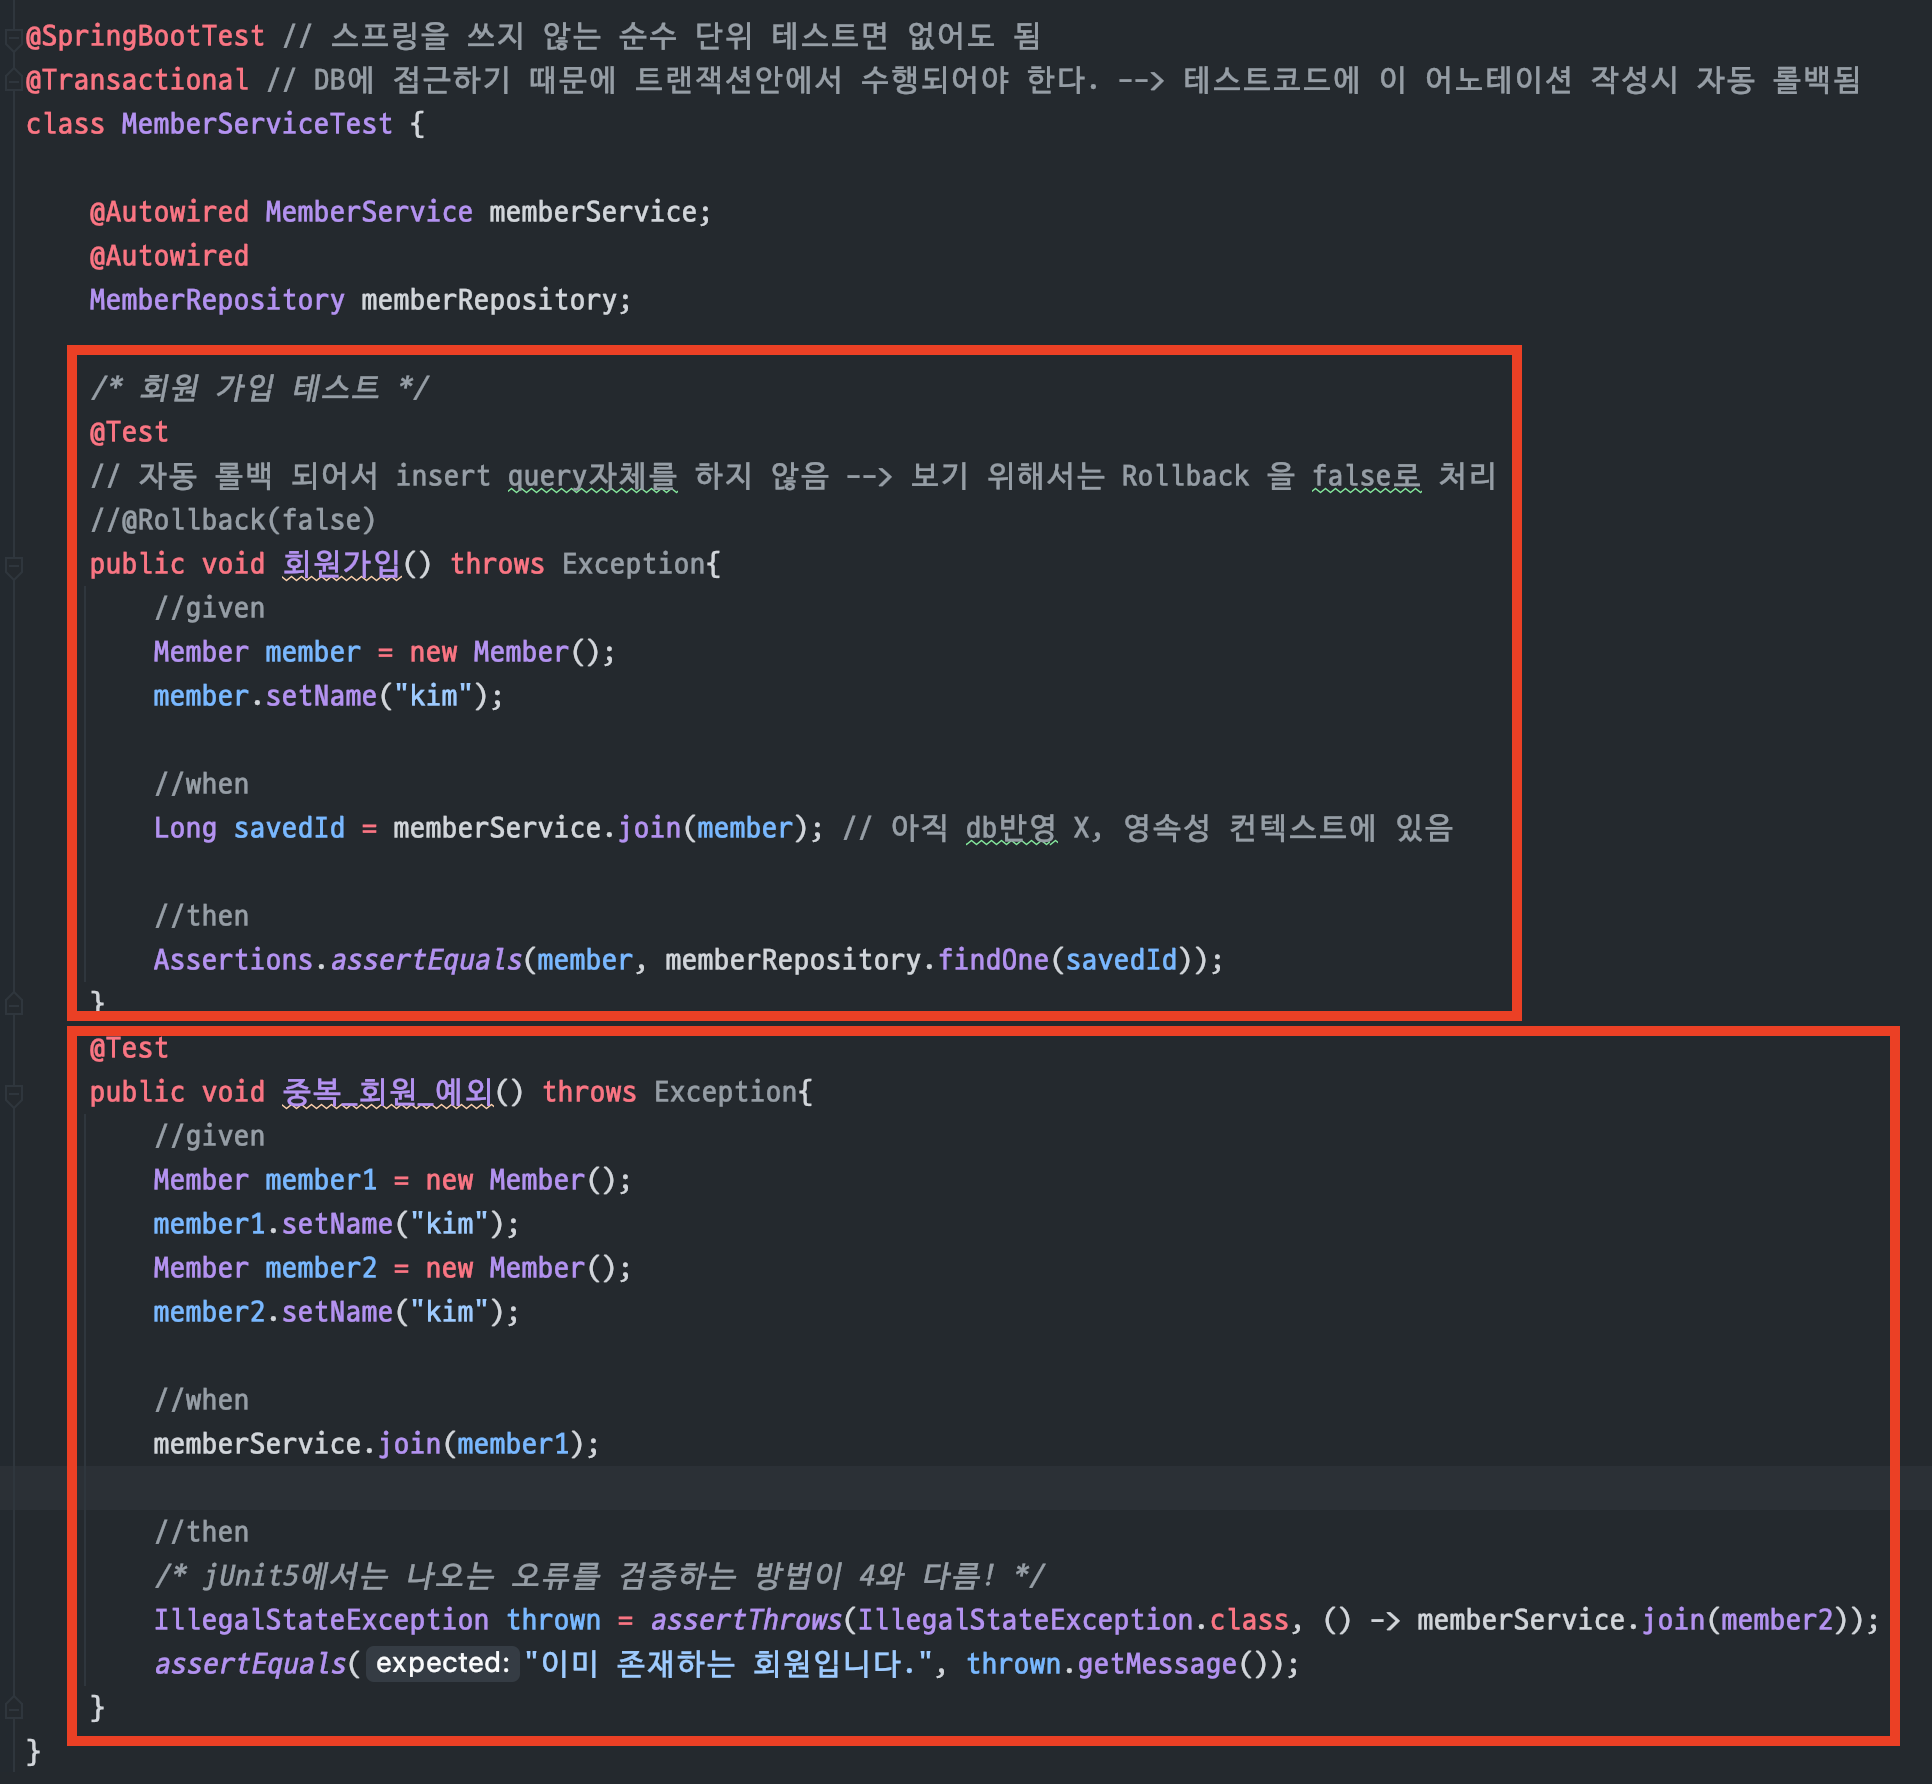 @SpringBootTest // 스프링을 쓰지 않는 순수 단위 테스트면 없어도 됨
@Transactional // DB에 접근하기 때문에 트랜잭션안에서 수행되어야 한다. --> 테스트코드에 이 어노테이션 작성시 자동 롤백됨
class MemberServiceTest {
@Autowired MemberService memberService;
@Autowired
MemberRepository memberRepository;
/* 회원 가입 테스트 */
@Test
// 자동 롤백 되어서 insert query자체를 하지 않음 --> 보기 위해서는 Rollback 을 false로 처리
//@Rollback(false)
public void 회원가입() throws Exception{
//given
Member member = new Member();
member.setName("kim");
//when
Long savedId = memberService.join(member); // 아직 db반영 X, 영속성 컨텍스트에 있음
//then
Assertions.assertEquals(member, memberRepository.findOne(savedId));
}
@Test
public void 중복_회원_예외() throws Exception{
//given
Member member1 = new Member();
member1.setName("kim");
Member member2 = new Member();
member2.setName("kim");
//when
memberService.join(member1);
//then
/* jUnit5에서는 나오는 오류를 검증하는 방법이 4와 다름! */
IllegalStateException thrown = assertThrows(IllegalStateException.class, () -> memberService.join(member2));
assertEquals( expected: "이미 존재하는 회원입니다.", thrown.getMessage());
}
}